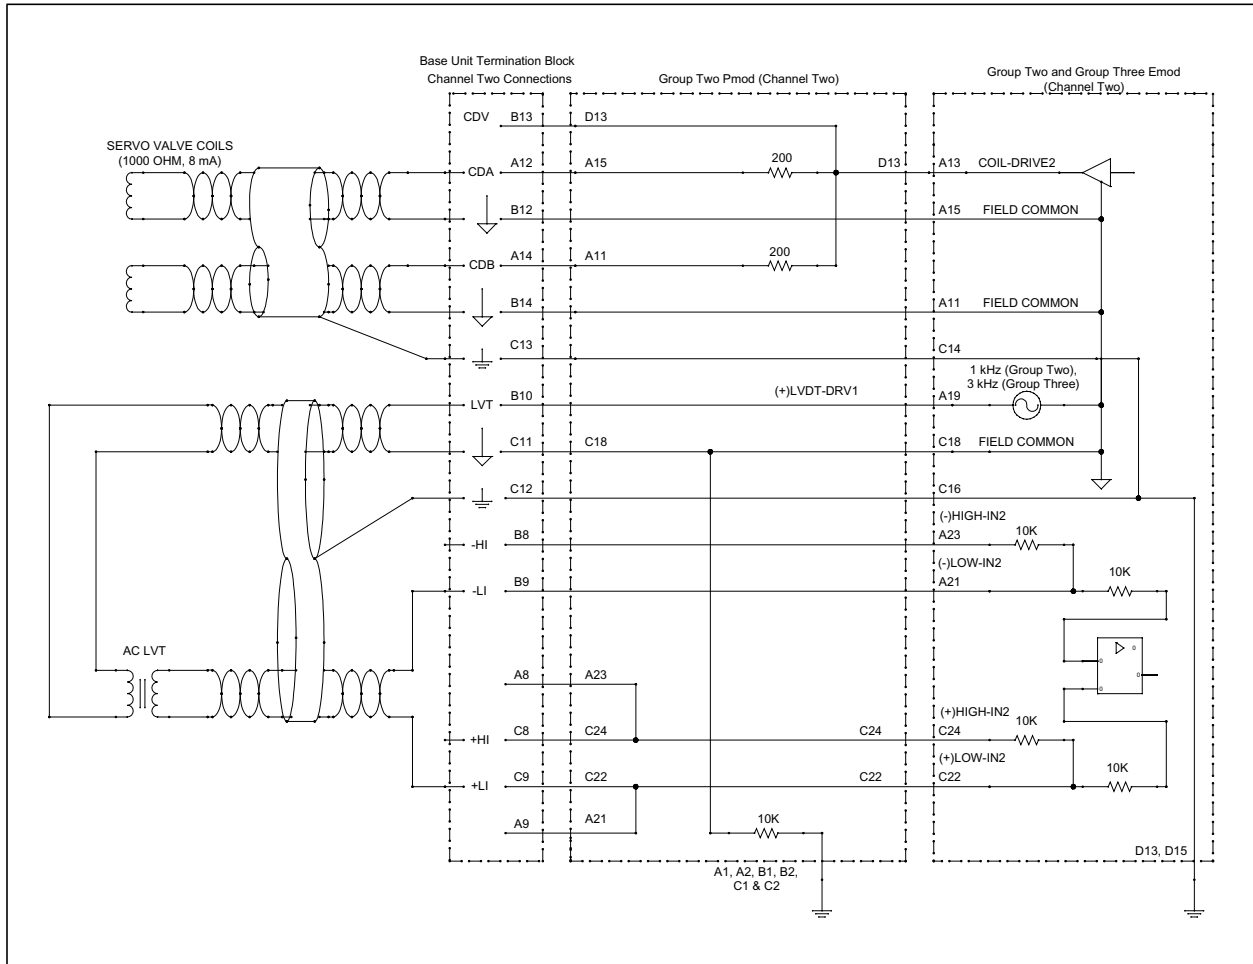 Base Unit Termination Block
Channel Two Connections
Group Two Pmod (Channel Two)
Group Two and Group Three Emod
(Channel Two)
SERVO VALVE COILS
(1000 OHM, 8 mA)
CDV B13 D13
CDA A12 A15 200 D13 A13 COIL-DRIVE2
B12 A15 FIELD COMMON
CDB A14 A11 200
B14 A11 FIELD COMMON
C13 C14
1 kHz (Group Two),
3 kHz (Group Three)
LVT B10 (+)LVDT-DRV1 A19
C11 C18 C18 FIELD COMMON
C12 C16
(-)HIGH-IN2
-HI B8 A23 10K
(-)LOW-IN2
-LI B9 A21 10K
AC LVT
0
0
0
0
A8 A23
(+)HIGH-IN2
+HI C8 C24 C24 C24 10K
(+)LOW-IN2
+LI C9 C22 C22 C22 10K
A9 A21 10K
D13, D15
A1, A2, B1, B2,
C1 & C2